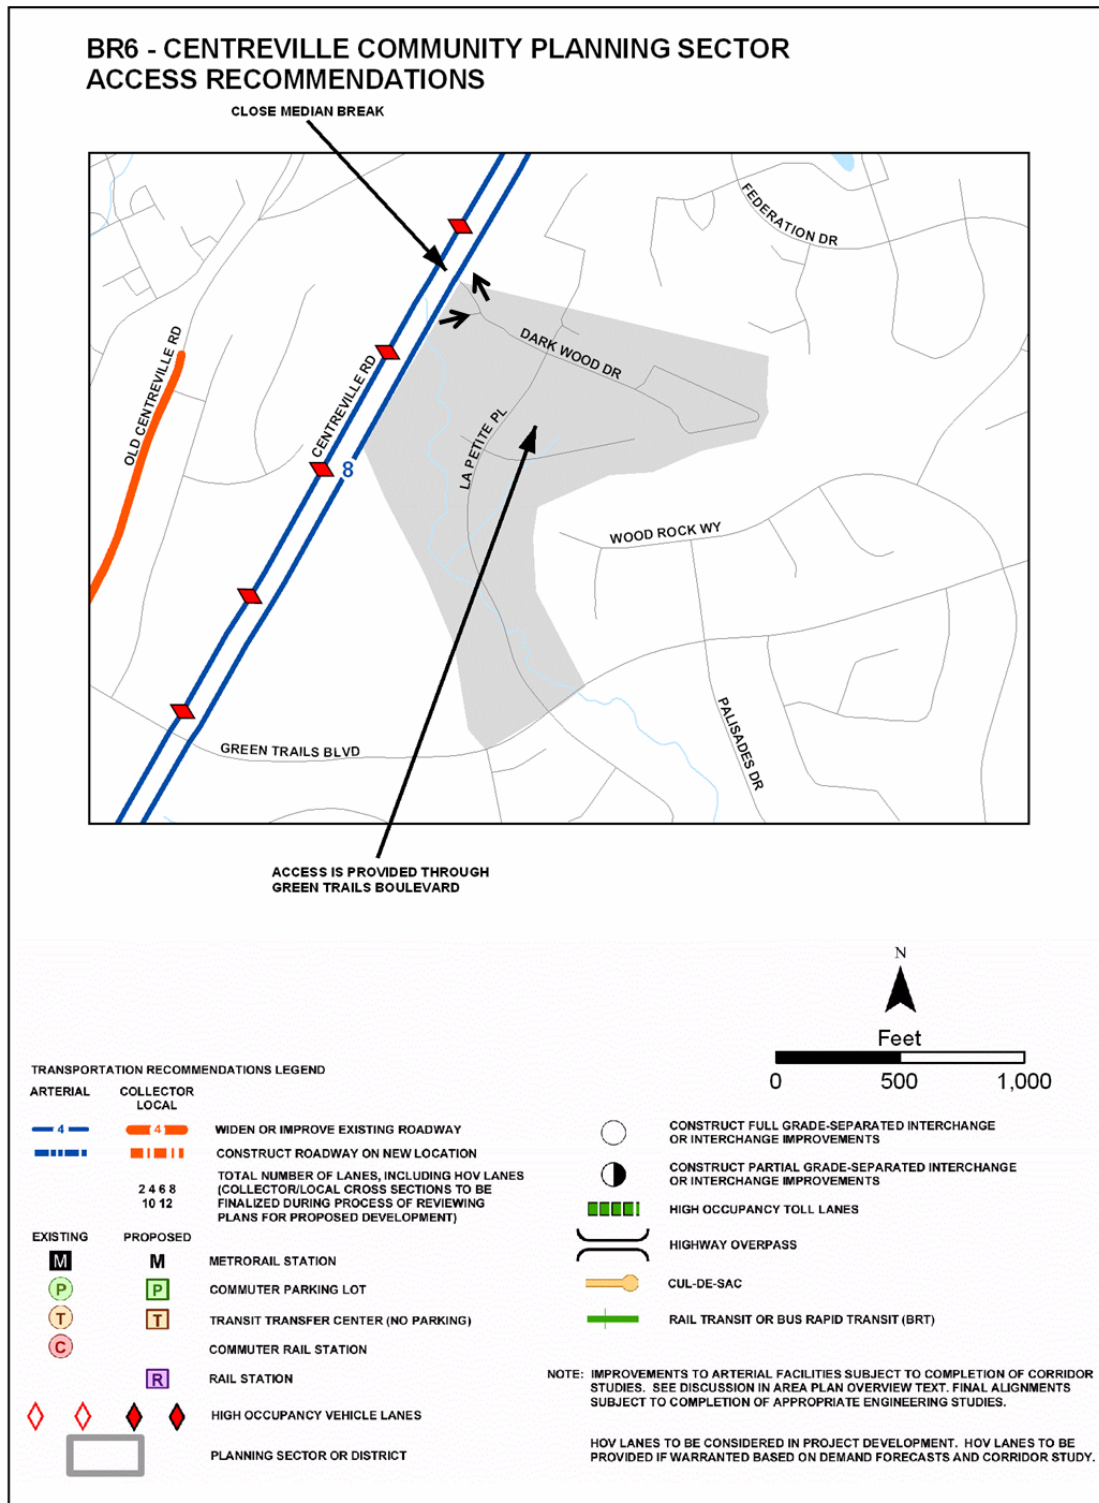 BR6 - CENTREVILLE COMMUNITY PLANNING SECTOR
ACCESS RECOMMENDATIONS
CLOSE MEDIAN BREAK
FEDERATION DR
DARK WOOD DR
OLD CENTREVILLE RD
CENTREVILLE RD
8
LA PETITE PL
WOOD ROCK WY
PALISADES DR
GREEN TRAILS BLVD
ACCESS IS PROVIDED THROUGH
GREEN TRAILS BOULEVARD
N
Feet
0 500 1,000
TRANSPORTATION RECOMMENDATIONS LEGEND
ARTERIAL COLLECTOR
LOCAL
4 4 WIDEN OR IMPROVE EXISTING ROADWAY
CONSTRUCT ROADWAY ON NEW LOCATION
2 4 6 8
10 12
TOTAL NUMBER OF LANES, INCLUDING HOV LANES
(COLLECTOR/LOCAL CROSS SECTIONS TO BE
FINALIZED DURING PROCESS OF REVIEWING
PLANS FOR PROPOSED DEVELOPMENT)
EXISTING PROPOSED
M M METRORAIL STATION
P P COMMUTER PARKING LOT
T T TRANSIT TRANSFER CENTER (NO PARKING)
C COMMUTER RAIL STATION
R RAIL STATION
HIGH OCCUPANCY VEHICLE LANES
PLANNING SECTOR OR DISTRICT
CONSTRUCT FULL GRADE-SEPARATED INTERCHANGE
OR INTERCHANGE IMPROVEMENTS
CONSTRUCT PARTIAL GRADE-SEPARATED INTERCHANGE
OR INTERCHANGE IMPROVEMENTS
HIGH OCCUPANCY TOLL LANES
HIGHWAY OVERPASS
CUL-DE-SAC
RAIL TRANSIT OR BUS RAPID TRANSIT (BRT)
NOTE: IMPROVEMENTS TO ARTERIAL FACILITIES SUBJECT TO COMPLETION OF CORRIDOR
STUDIES. SEE DISCUSSION IN AREA PLAN OVERVIEW TEXT. FINAL ALIGNMENTS
SUBJECT TO COMPLETION OF APPROPRIATE ENGINEERING STUDIES.
HOV LANES TO BE CONSIDERED IN PROJECT DEVELOPMENT. HOV LANES TO BE
PROVIDED IF WARRANTED BASED ON DEMAND FORECASTS AND CORRIDOR STUDY.